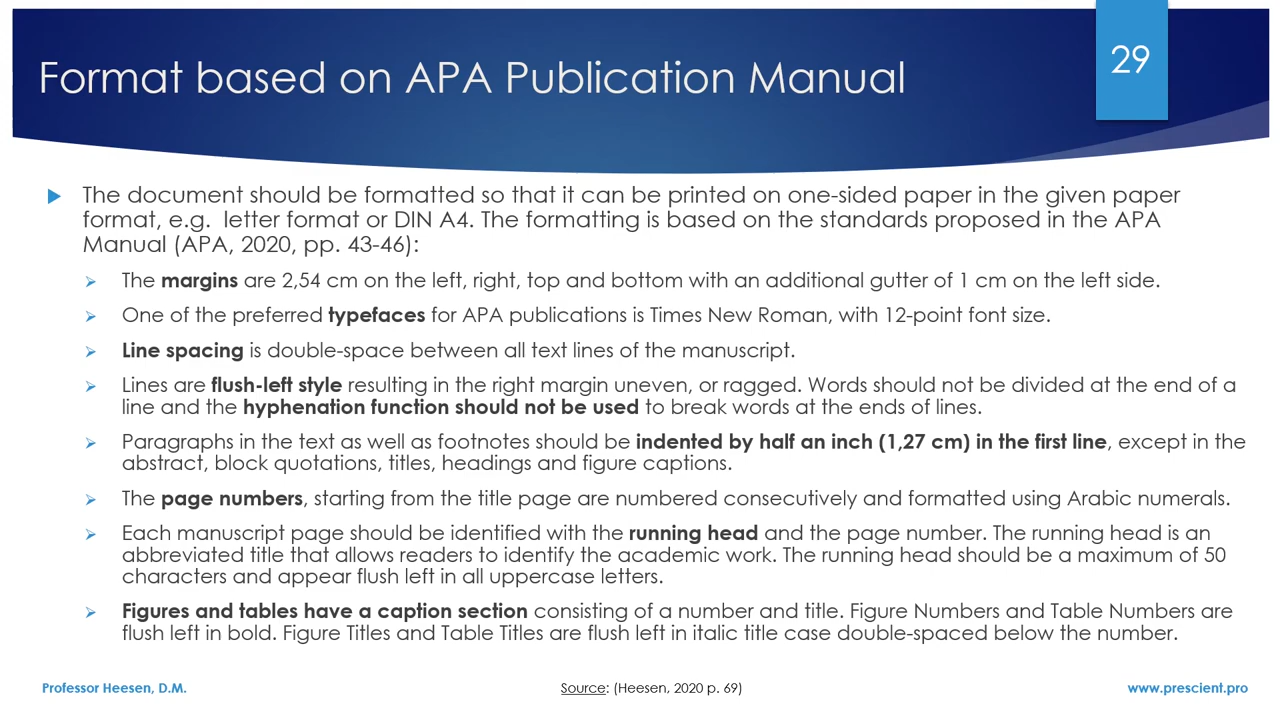 29
Format based on APA Publication Manual
The document should be formatted so that it can be printed on one-sided paper in the given paper
format, e.g. letter format or DIN A4. The formatting is based on the standards proposed in the APA
Manual (APA, 2020, pp. 43-46):
The margins are 2,54 cm on the left, right, top and bottom with an additional gutter of 1 cm on the left side.
One of the preferred typefaces for APA publications is Times New Roman, with 12-point font size.
Line spacing is double-space between all text lines of the manuscript.
Lines are flush-left style resulting in the right margin uneven, or ragged. Words should not be divided at the end of a
line and the hyphenation function should not be used to break words at the ends of lines.
Paragraphs in the text as well as footnotes should be indented by half an inch (1,27 cm) in the first line, except in the
abstract, block quotations, titles, headings and figure captions.
The page numbers, starting from the title page are numbered consecutively and formatted using Arabic numerals.
Each manuscript page should be identified with the running head and the page number. The running head is an
abbreviated title that allows readers to identify the academic work. The running head should be a maximum of 50
characters and appear flush left in all uppercase letters.
Figures and tables have a caption section consisting of a number and title. Figure Numbers and Table Numbers are
flush left in bold. Figure Titles and Table Titles are flush left in italic title case double-spaced below the number.
Professor Heesen, D.M.
Source: (Heesen, 2020 p. 69)
www.prescient.pro